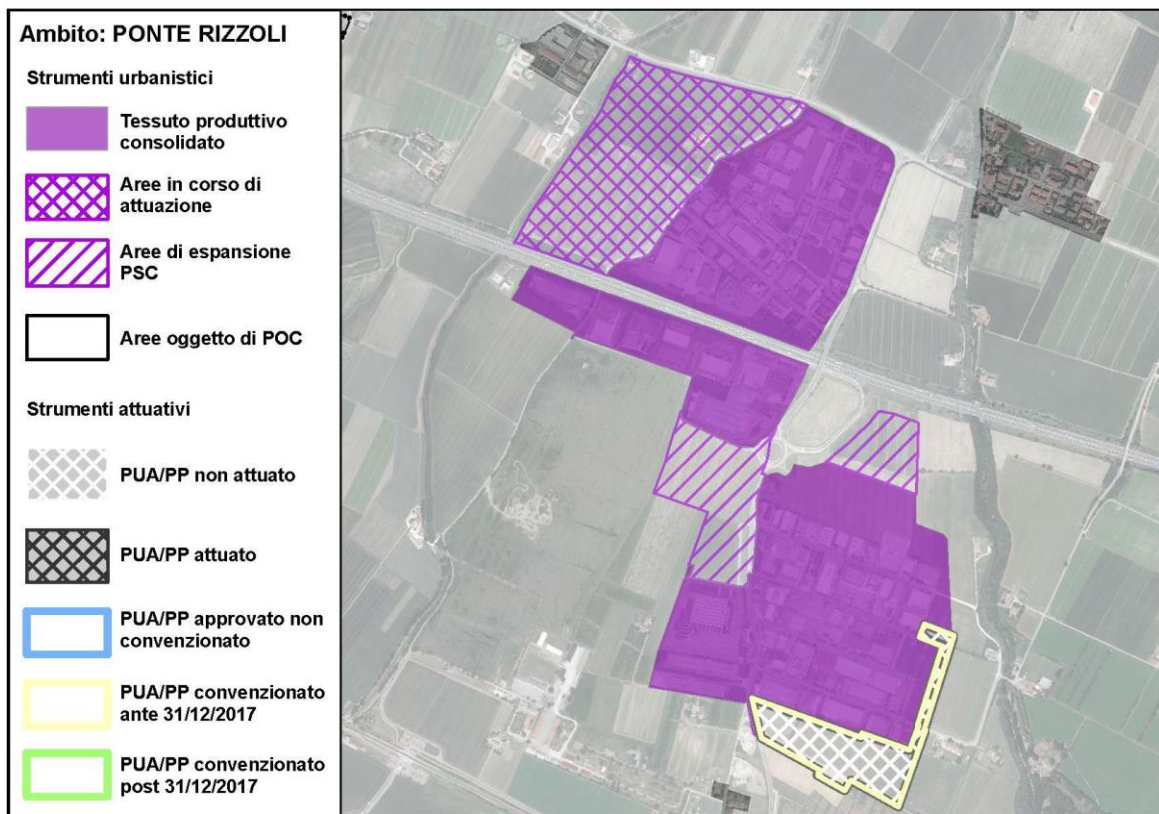 Ambito: PONTE RIZZOLI
Strumenti urbanistici
Tessuto produttivo
consolidato
Aree in corso di
attuazione
Aree di espansione
PSC
Aree oggetto di POC
Strumenti attuativi
PUA/PP non attuato
PUA/PP attuato
PUA/PP approvato non
convenzionato
PUA/PP convenzionato
ante 31/12/2017
PUA/PP convenzionato
post 31/12/2017